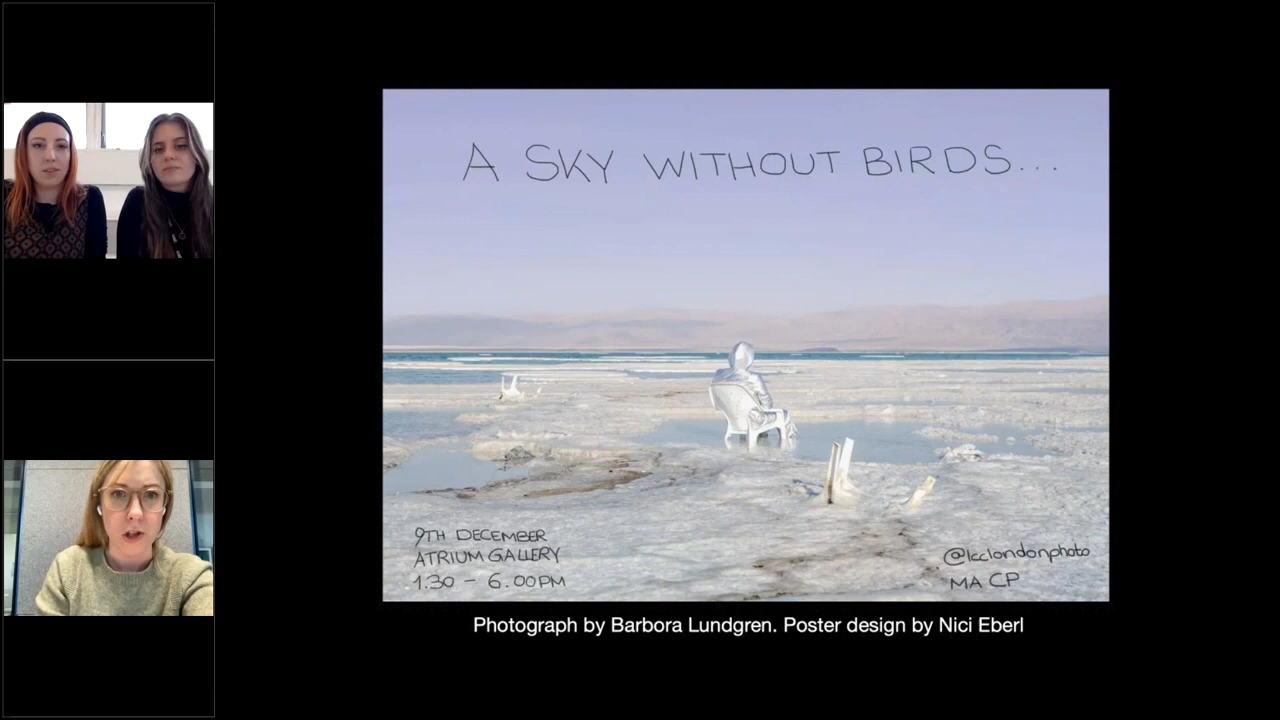 A SKY WITHOUT BIRDS...
9TH DECEMBER
ATRIUM GALLERY
1.30 - 6.00PM
@lcclondonphoto
MA CP
Photograph by Barbora Lundgren. Poster design by Nici Eberl